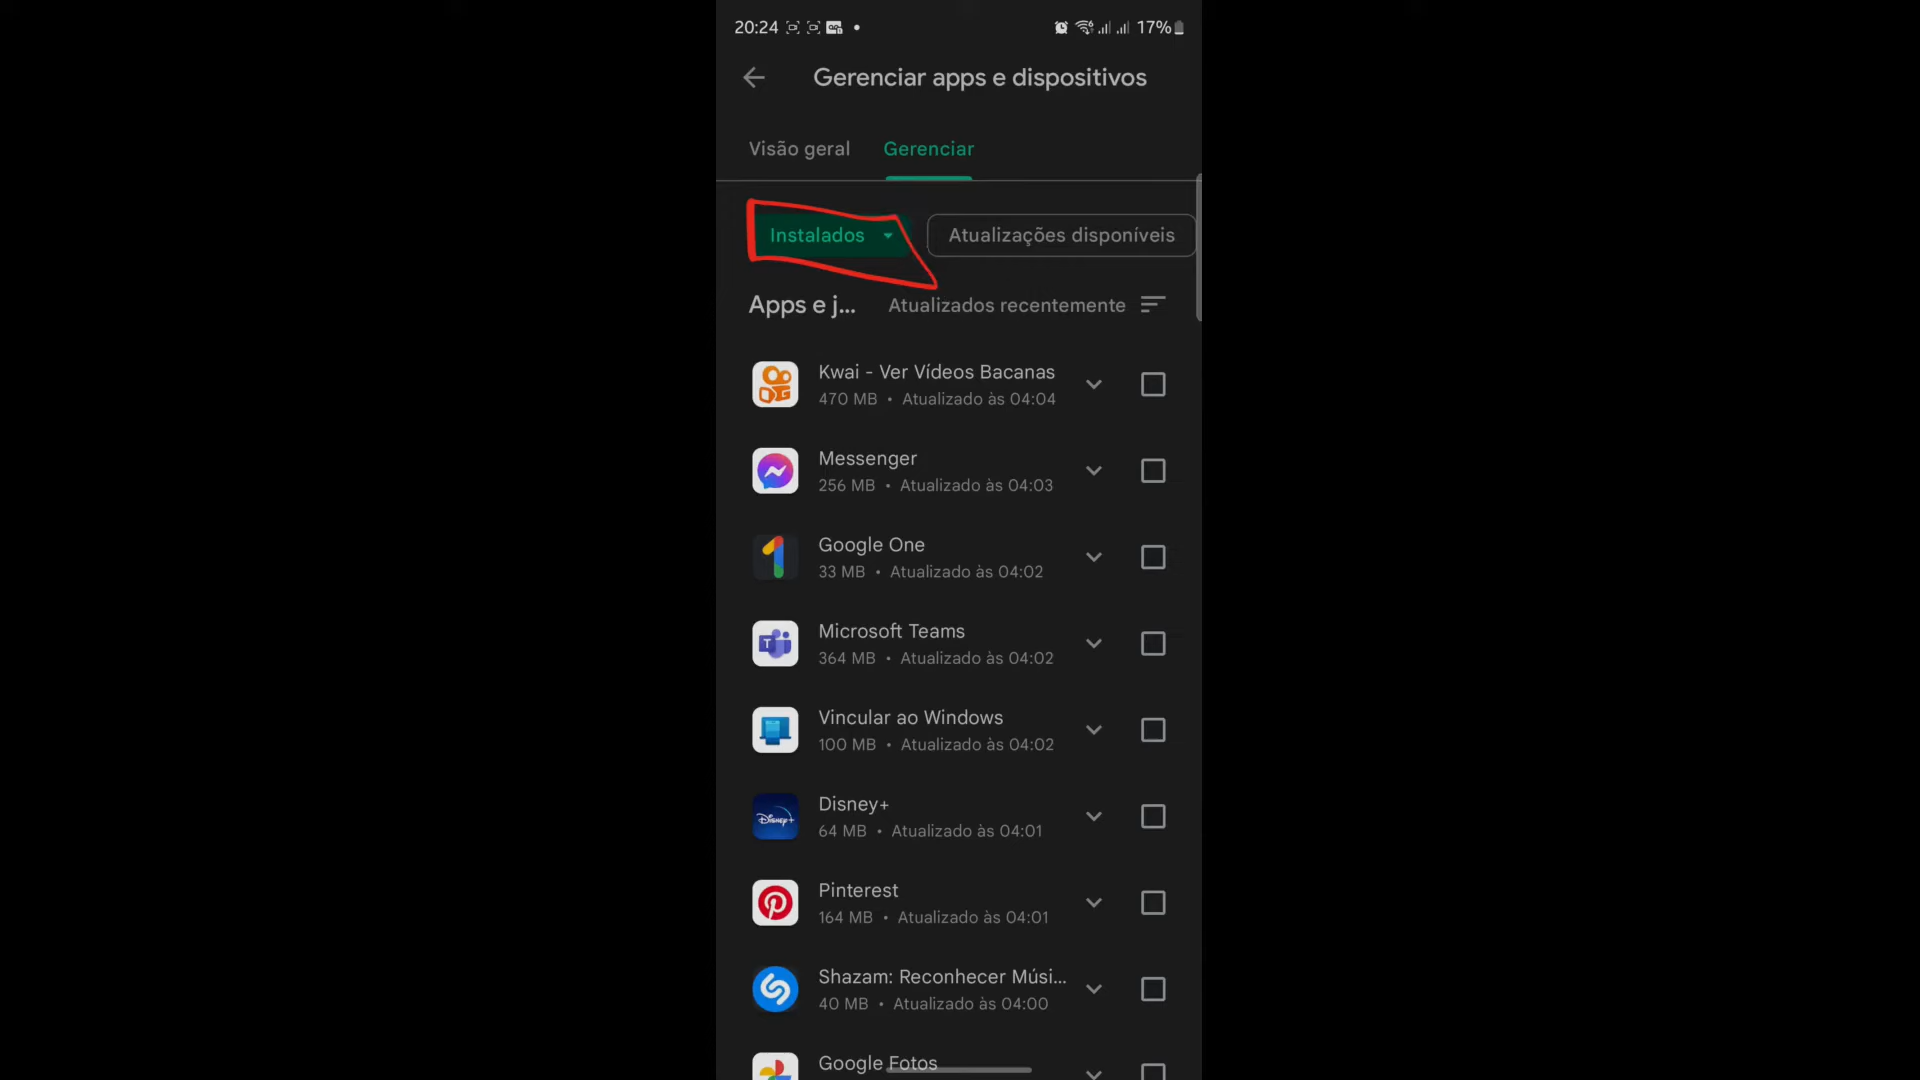 20:24
17%
Gerenciar apps e dispositivos
Visão geral
Gerenciar
Instalados
Atualizações disponíveis
Apps e j...
Atualizados recentemente
Kwai - Ver Vídeos Bacanas
470 MB • Atualizado às 04:04
Messenger
256 MB • Atualizado às 04:03
Google One
33 MB • Atualizado às 04:02
Microsoft Teams
364 MB • Atualizado às 04:02
Vincular ao Windows
100 MB • Atualizado às 04:02
Disney+
64 MB • Atualizado às 04:01
Pinterest
164 MB • Atualizado às 04:01
Shazam: Reconhecer Músi...
40 MB • Atualizado às 04:00
Google Fotos